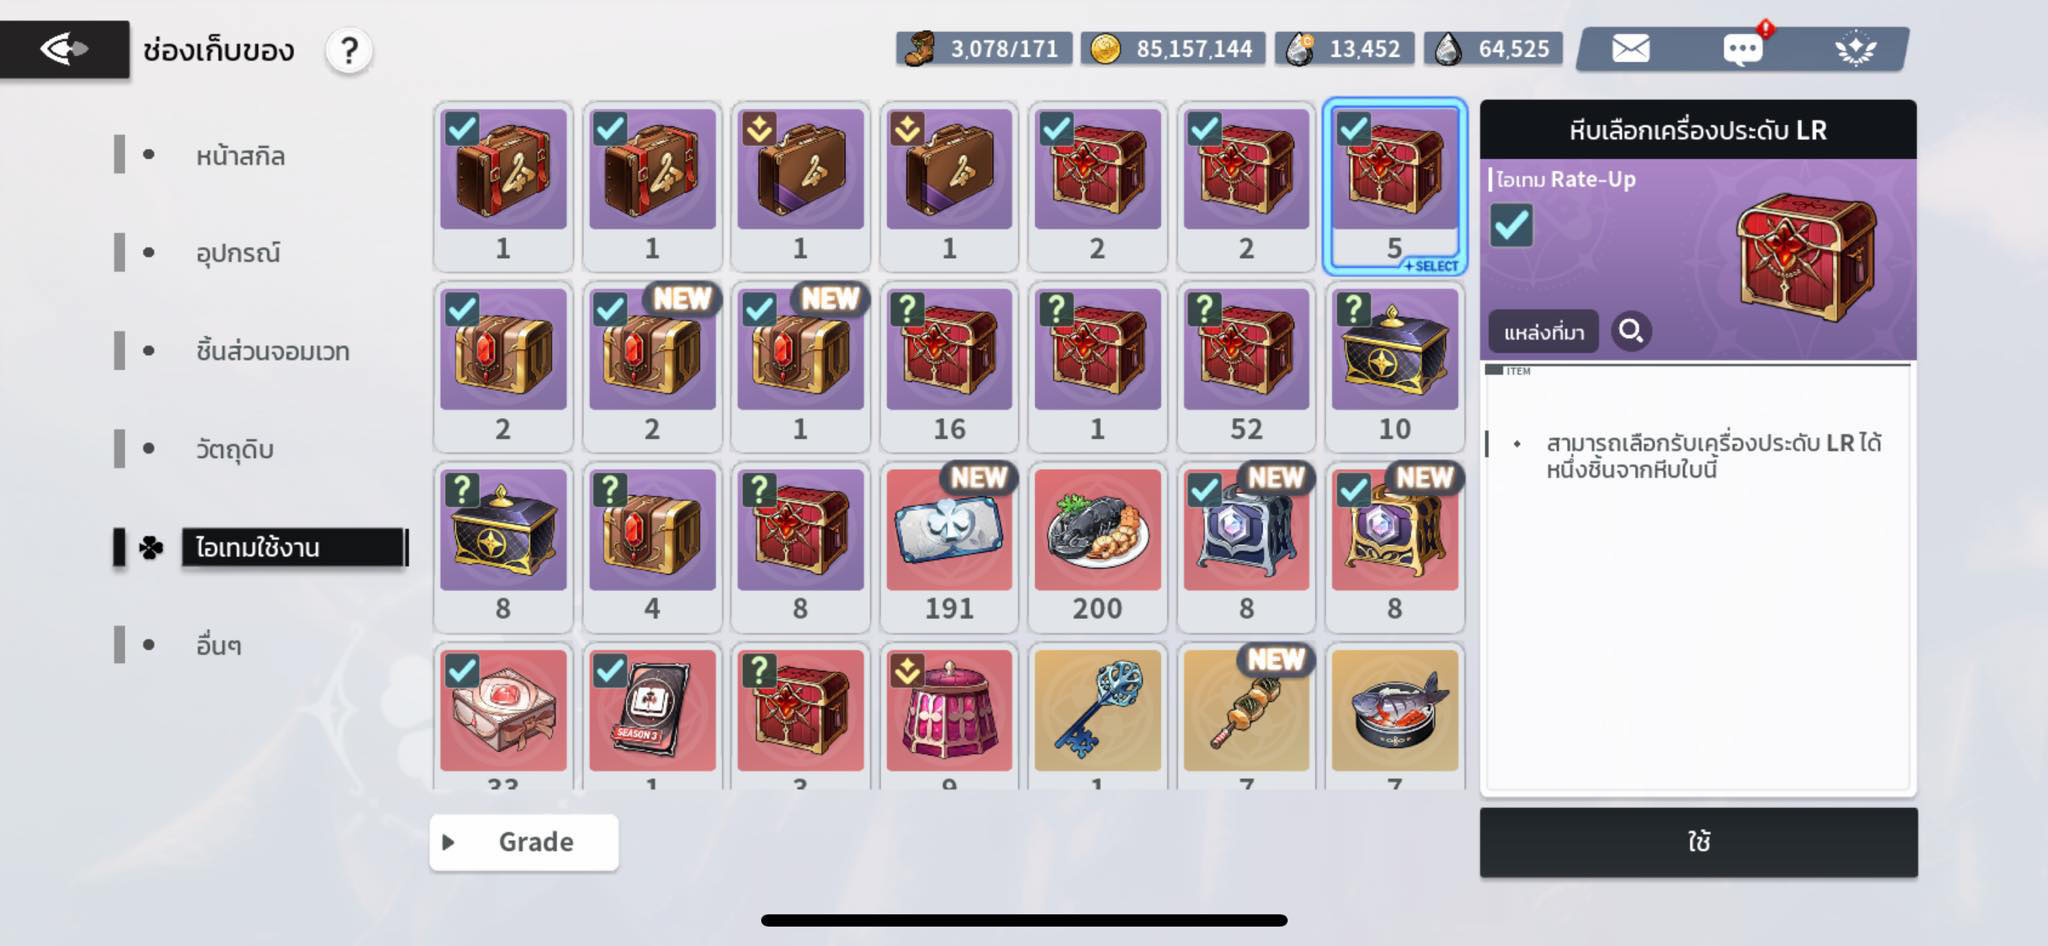 ช่องเก็บของ ?
3,078/171 85,157,144 13,452 64,525
หน้าสกิล
อุปกรณ์
ชิ้นส่วนจอมเวท
วัตถุดิบ
ไอเทมใช้งาน
อื่นๆ
1 1 1 1 2 2 5
SELECT
NEW NEW
2 2 1 16 1 52 10
NEW NEW NEW
8 4 8 191 200 8 8
NEW
SEASON 3
33 1 3 9 1 7 7
Grade
หีบเลือกเครื่องประดับ LR
ไอเทม Rate-Up
แหล่งที่มา
ITEM
สามารถเลือกรับเครื่องประดับ LR ได้
หนึ่งชิ้นจากหีบใบนี้
ใช้